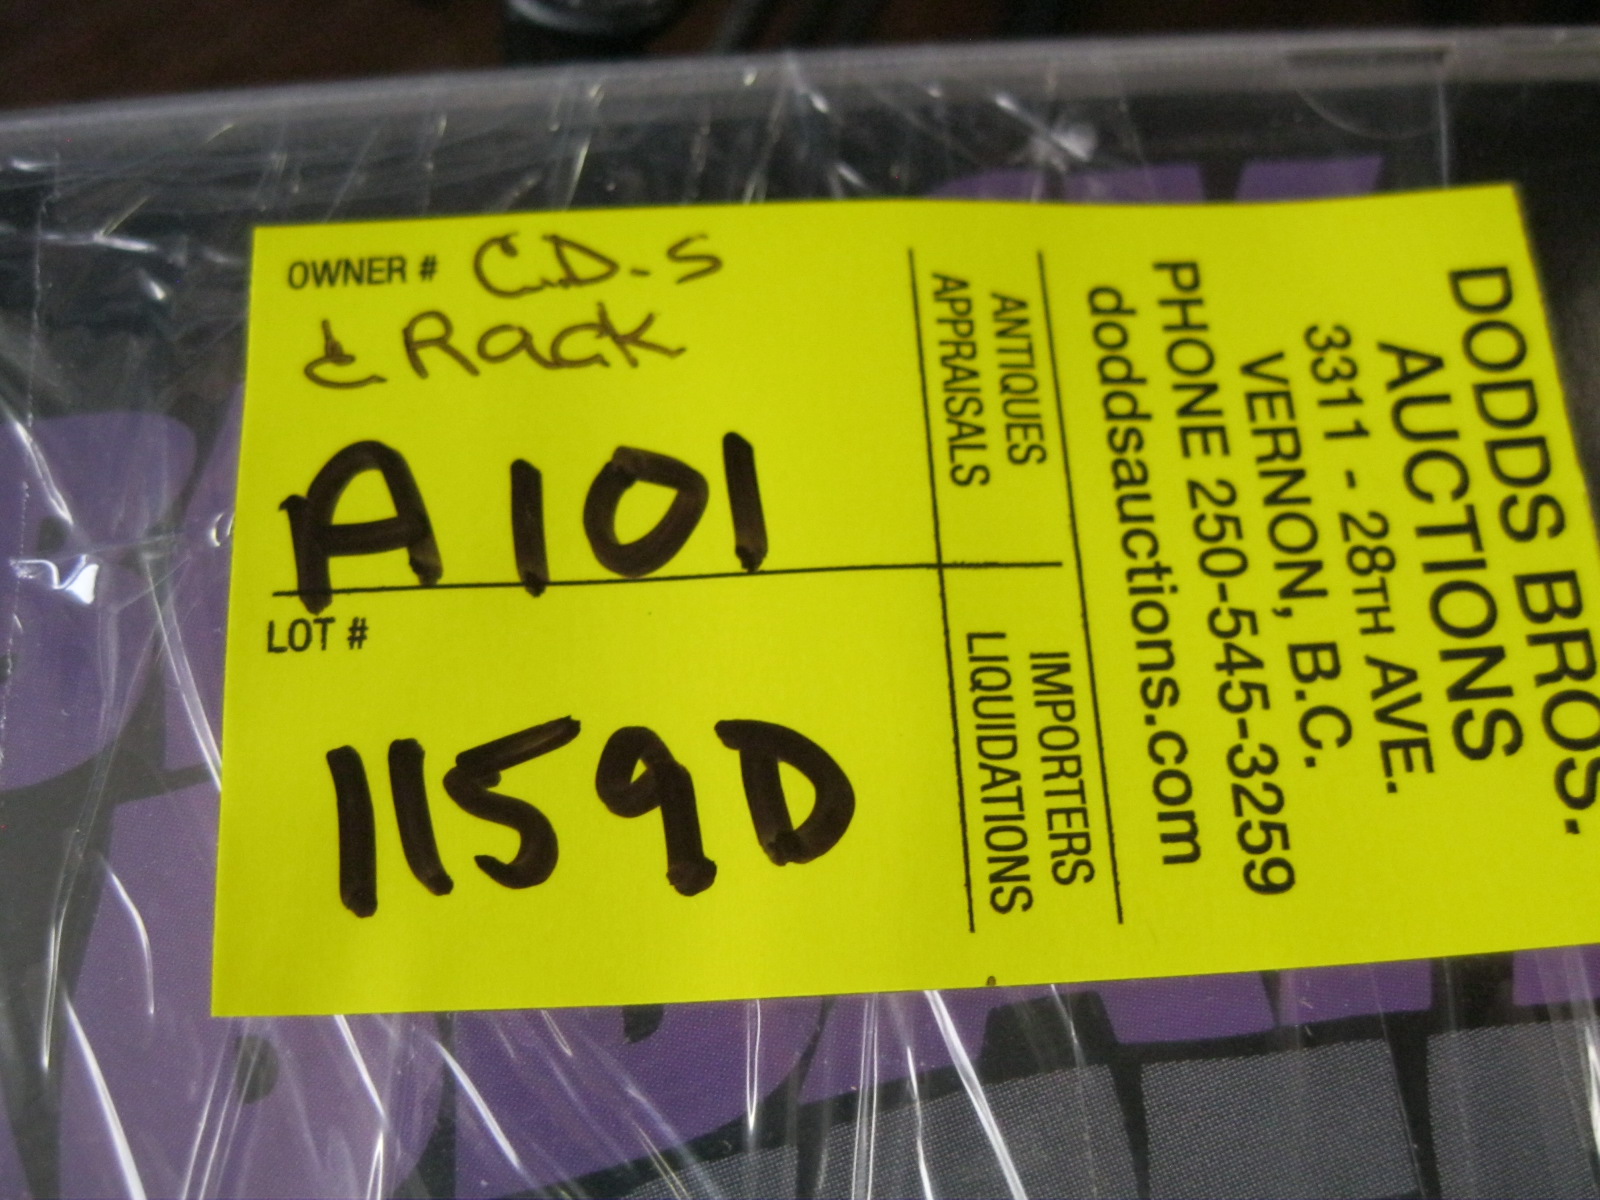 OWNER # C.D.-S
& Rack
A101
LOT #
1159D
ANTIQUES
APPRAISALS
IMPORTERS
LIQUIDATIONS
DODDS BROS.
AUCTIONS
3311 - 28TH AVE.
VERNON, B.C.
PHONE 250-545-3259
doddsauctions.com